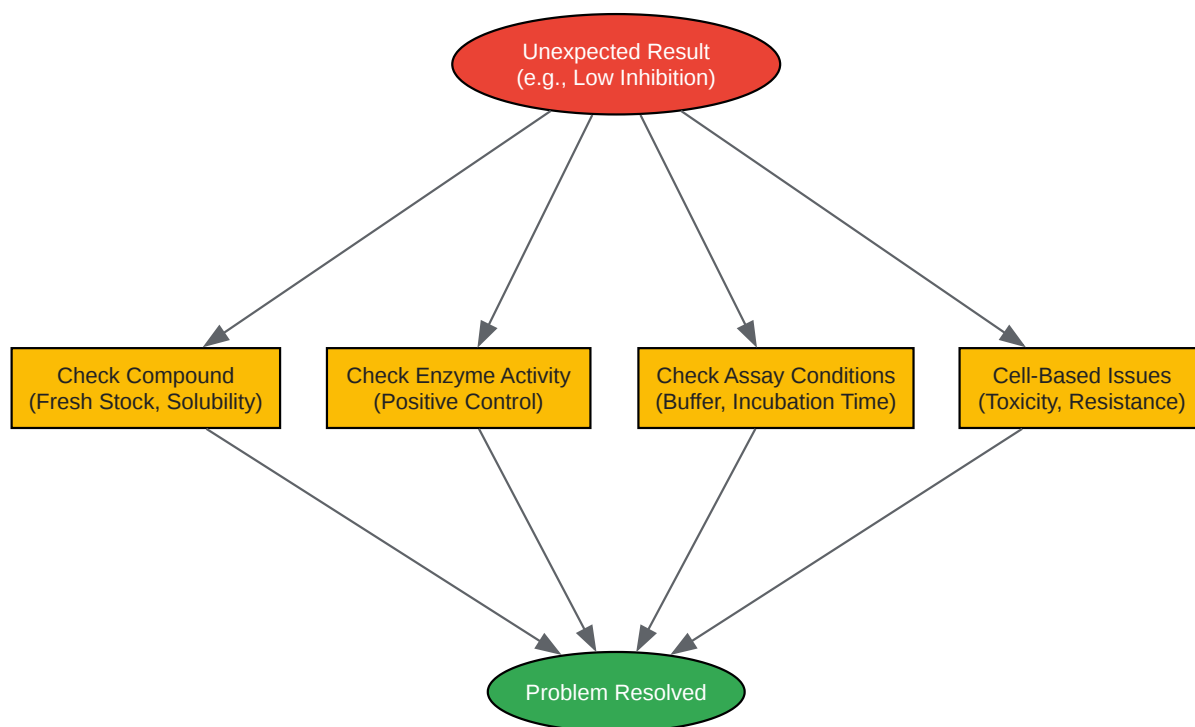 Unexpected Result
(e.g., Low Inhibition)
Check Compound
(Fresh Stock, Solubility)
Check Enzyme Activity
(Positive Control)
Check Assay Conditions
(Buffer, Incubation Time)
Cell-Based Issues
(Toxicity, Resistance)
Problem Resolved